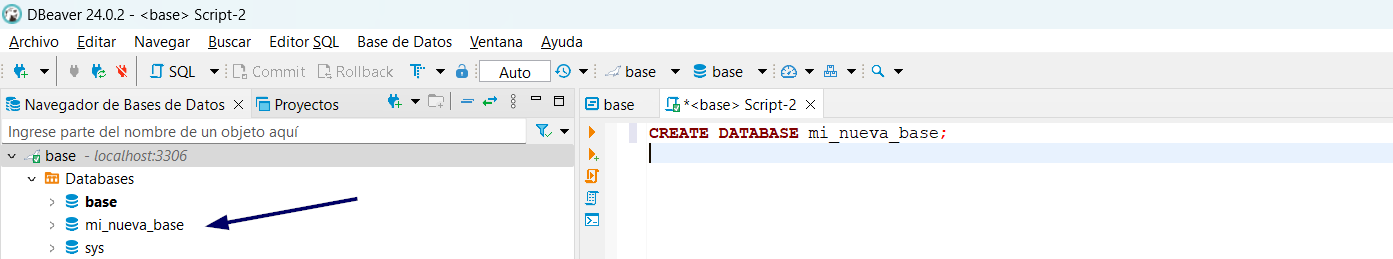 DBeaver 24.0.2 - <base> Script-2
Archivo Editar Navegar Buscar Editor SQL Base de Datos Ventana Ayuda
SQL Commit Rollback Auto base base
Navegador de Bases de Datos Proyectos
Ingrese parte del nombre de un objeto aquí
base - localhost:3306
Databases
base
mi_nueva_base
sys
base *<base> Script-2
CREATE DATABASE mi_nueva_base;